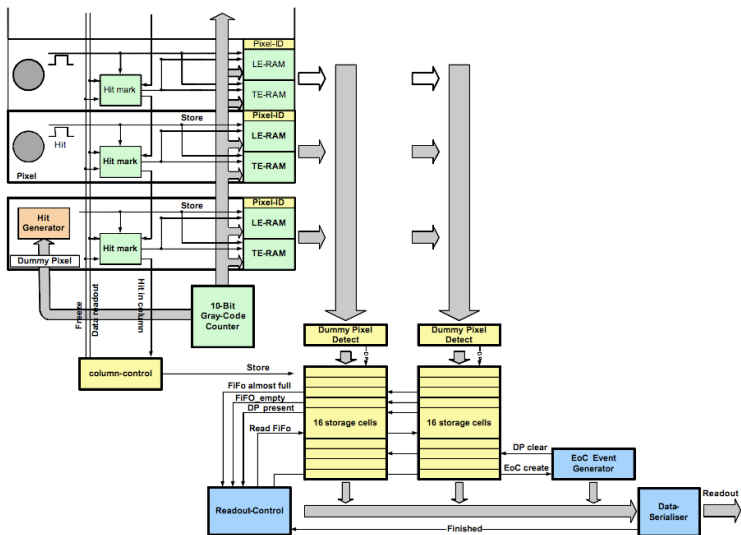 Pixel-ID
LE-RAM
TE-RAM
Hit mark
Store
Pixel-ID
Hit
LE-RAM
Hit mark
TE-RAM
Pixel
Store
Pixel-ID
Hit
Generator
LE-RAM
Hit mark
TE-RAM
Dummy Pixel
Freeze
Data readout
Hit in column
10-Bit
Gray-Code
Counter
Dummy Pixel
Detect
Dummy Pixel
Detect
DP
DP
column-control
Store
FiFo almost full
FiFO_empty
DP_present
Read FiFo
16 storage cells
16 storage cells
DP clear
EoC create
EoC Event
Generator
Readout-Control
Data-
Serialiser
Readout
Finished